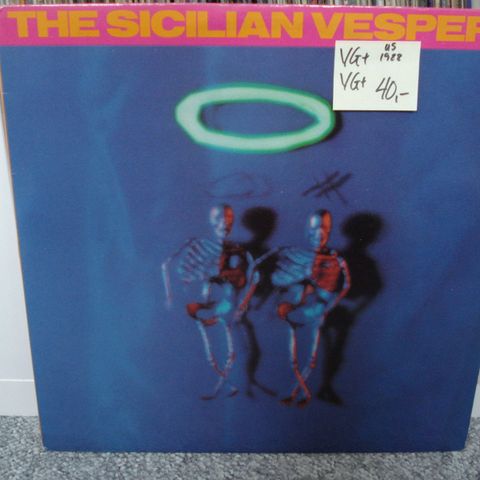 THE SICILIAN VESPER
VG+ US
1988
VG+ 40,-